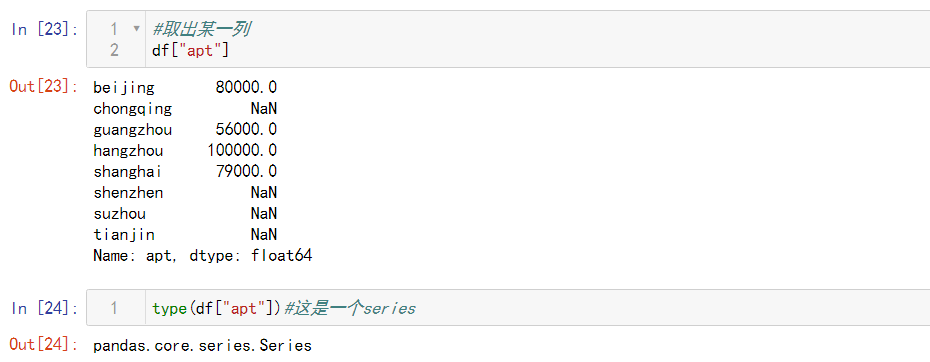 In [23]: 1 #取出某一列
2 df["apt"]
Out[23]: beijing 80000.0
chongqing NaN
guangzhou 56000.0
hangzhou 100000.0
shanghai 79000.0
shenzhen NaN
suzhou NaN
tianjin NaN
Name: apt, dtype: float64
In [24]: 1 type(df["apt"])#这是一个series
Out[24]: pandas.core.series.Series